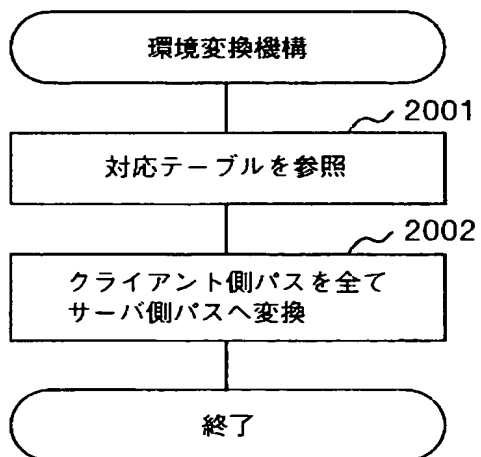 環境変換機構
2001
対応テーブルを参照
2002
クライアント側パスを全て
サーバ側パスへ変換
終了